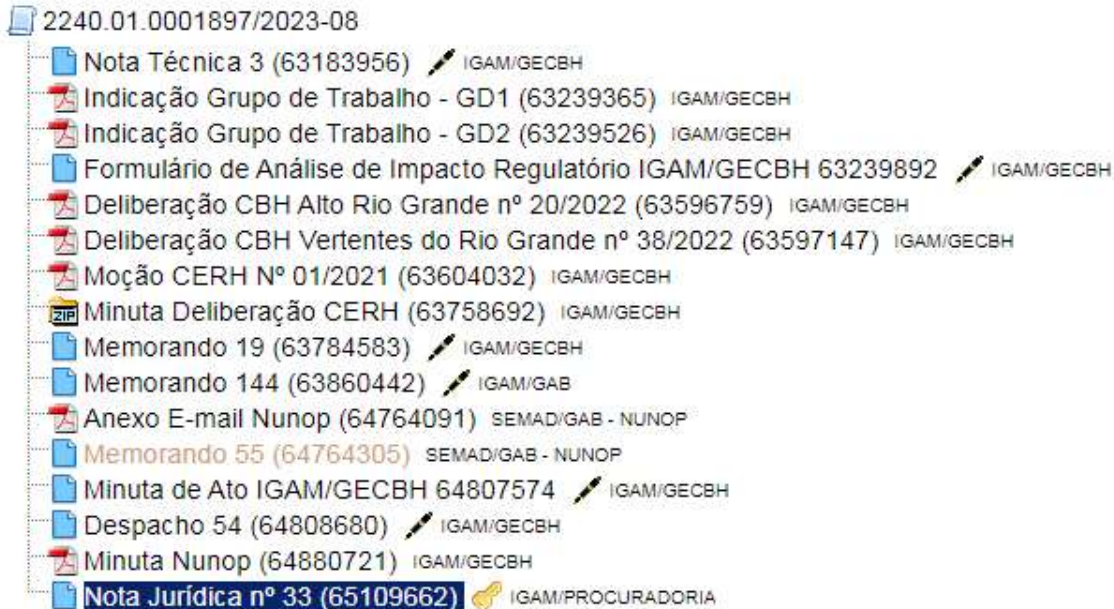 2240.01.0001897/2023-08
Nota Técnica 3 (63183956) IGAM/GECBH
Indicação Grupo de Trabalho - GD1 (63239365) IGAM/GECBH
Indicação Grupo de Trabalho - GD2 (63239526) IGAM/GECBH
Formulário de Análise de Impacto Regulatório IGAM/GECBH 63239892 IGAM/GECBH
Deliberação CBH Alto Rio Grande nº 20/2022 (63596759) IGAM/GECBH
Deliberação CBH Vertentes do Rio Grande nº 38/2022 (63597147) IGAM/GECBH
Moção CERH Nº 01/2021 (63604032) IGAM/GECBH
ZIP Minuta Deliberação CERH (63758692) IGAM/GECBH
Memorando 19 (63784583) IGAM/GECBH
Memorando 144 (63860442) IGAM/GAB
Anexo E-mail Nunop (64764091) SEMAD/GAB - NUNOP
Memorando 55 (64764305) SEMAD/GAB - NUNOP
Minuta de Ato IGAM/GECBH 64807574 IGAM/GECBH
Despacho 54 (64808680) IGAM/GECBH
Minuta Nunop (64880721) IGAM/GECBH
Nota Jurídica nº 33 (65109662) IGAM/PROCURADORIA